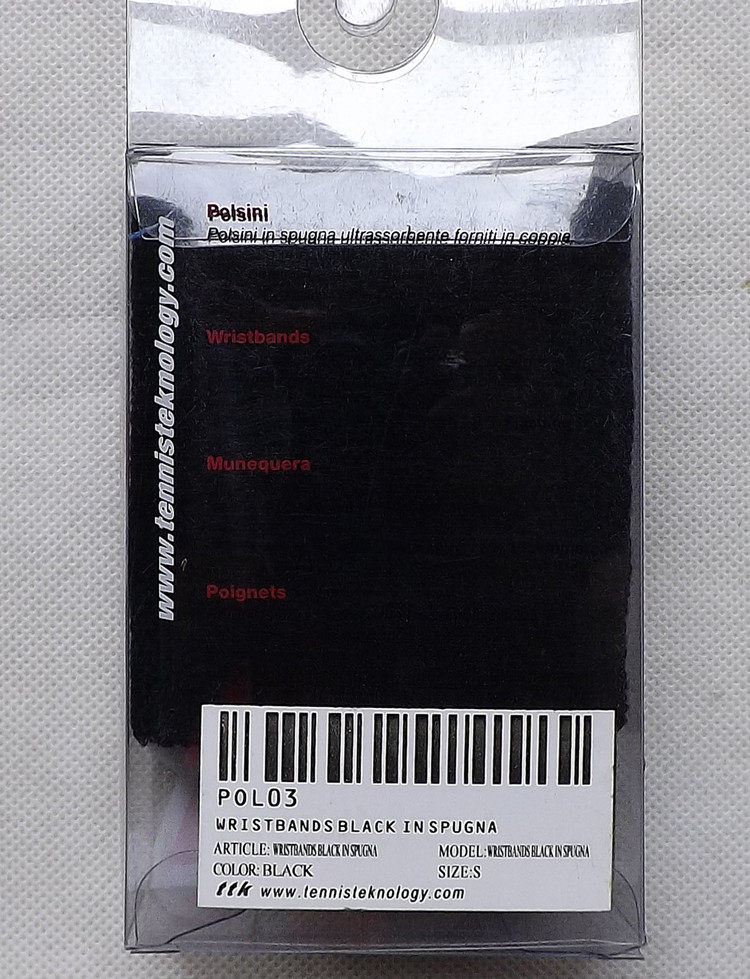 Polsini
Polsini in spugna ultrassorbente forniti in coppie
www.tennisteknology.com
Wristbands
Munequera
Poignets
POL03
WRISTBANDS BLACK IN SPUGNA
ARTICLE: WRISTBANDS BLACK IN SPUGNA
MODEL: WRISTBANDS BLACK IN SPUGNA
COLOR: BLACK
SIZE:S
ttk www.tennisteknology.com